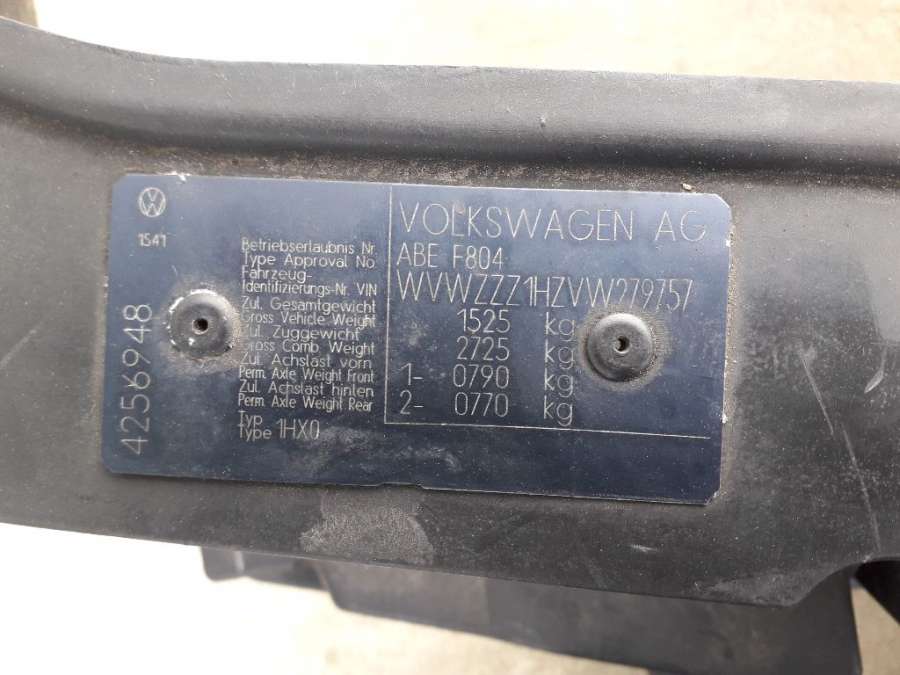 VW
1541
4256948
Betriebserlaubnis Nr.
Type Approval No.
Fahrzeug-
Identifizierungs-Nr. VIN
Zul. Gesamtgewicht
Gross Vehicle Weight
Zul. Zuggewicht
Gross Comb Weight
Zul. Achslast vorn
Perm. Axle Weight Front
Zul. Achslast hinten
Perm. Axle Weight Rear
Typ
Type 1HX0
VOLKSWAGEN AG
ABE F804
WVWZZZ1HZVW279757
1525 kg
2725 kg
1- 0790 kg
2- 0770 kg